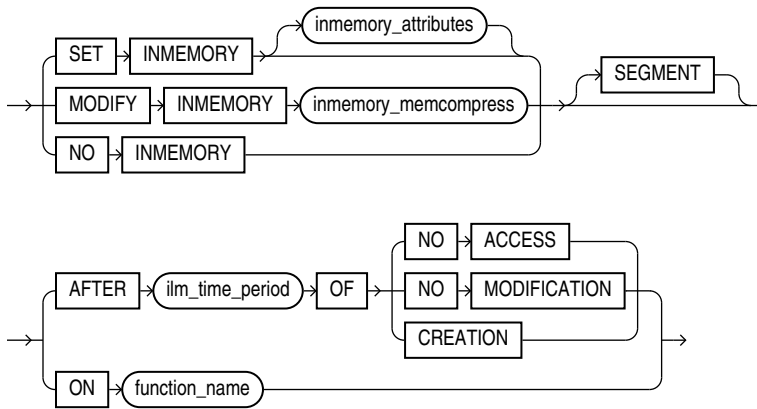 inmemory_attributes
SET INMEMORY
SEGMENT
MODIFY INMEMORY inmemory_memcompress
NO INMEMORY
NO ACCESS
AFTER ilm_time_period OF NO MODIFICATION
CREATION
ON function_name